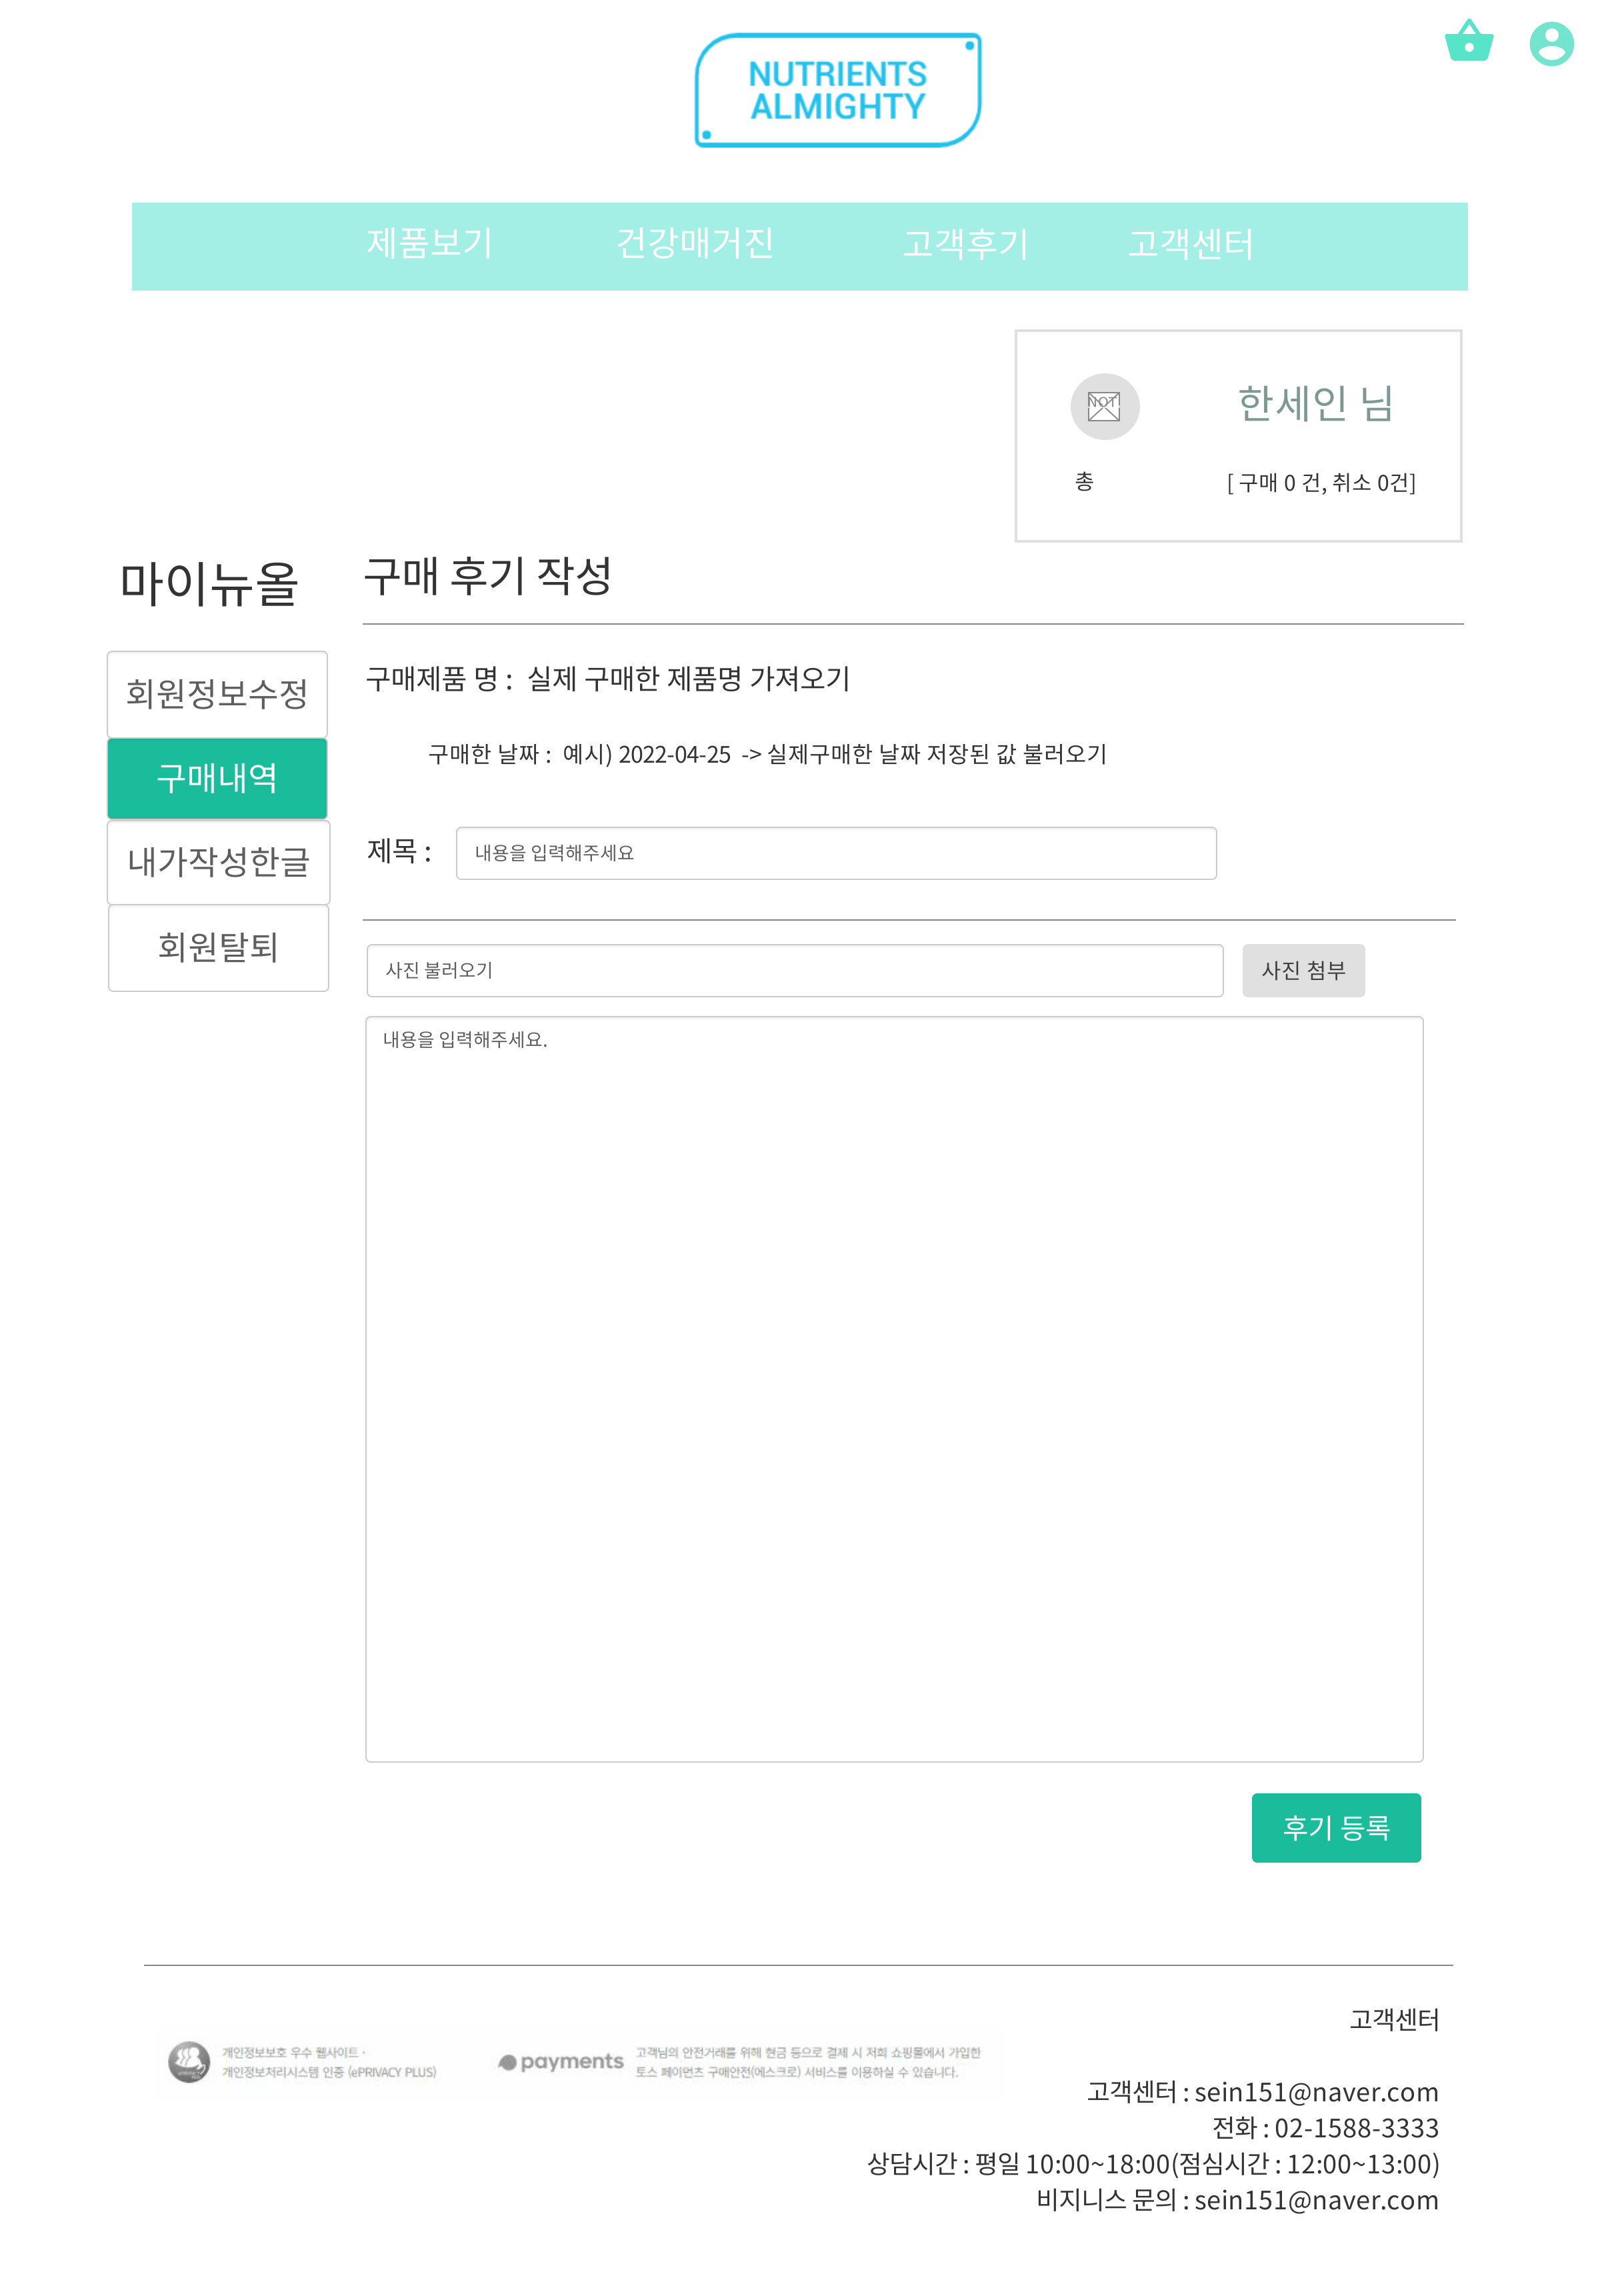 NUTRIENTS
ALMIGHTY
제품보기 건강매거진 고객후기 고객센터
NOT
한세인 님
총 [ 구매 0 건, 취소 0건]
마이뉴올
구매 후기 작성
회원정보수정
구매내역
내가작성한글
회원탈퇴
구매제품 명 : 실제 구매한 제품명 가져오기
구매한 날짜 : 예시) 2022-04-25 -> 실제구매한 날짜 저장된 값 불러오기
제목 : 내용을 입력해주세요
사진 불러오기 사진 첨부
내용을 입력해주세요.
후기 등록
개인정보보호 우수 웹사이트 ·
개인정보처리시스템 인증 (ePRIVACY PLUS)
payments
고객님의 안전거래를 위해 현금 등으로 결제 시 저희 쇼핑몰에서 가입한
토스 페이먼츠 구매안전(에스크로) 서비스를 이용하실 수 있습니다.
고객센터
고객센터 : sein151@naver.com
전화 : 02-1588-3333
상담시간 : 평일 10:00~18:00(점심시간 : 12:00~13:00)
비지니스 문의 : sein151@naver.com